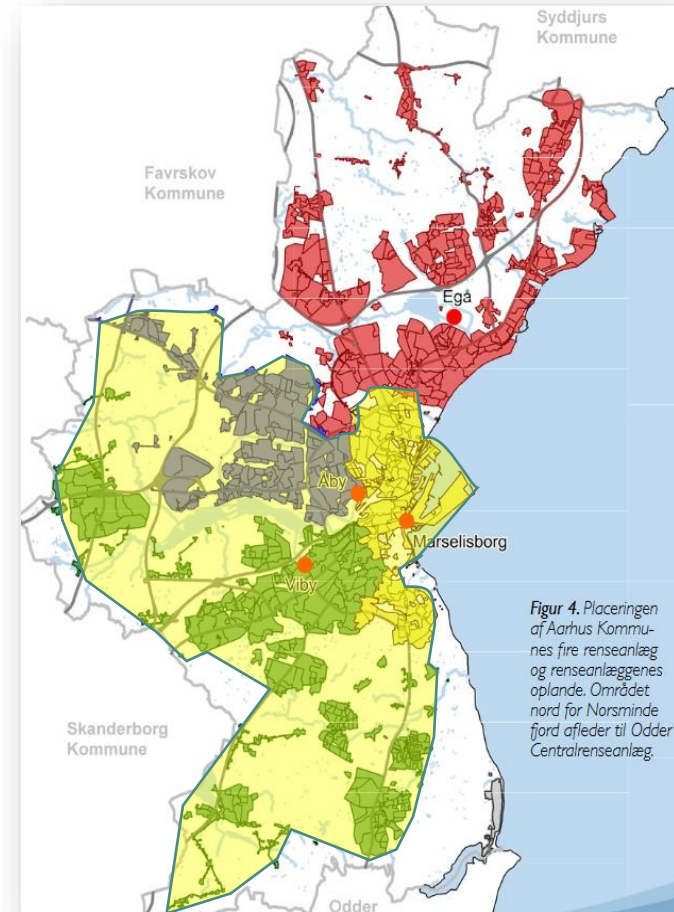 Syddjurs
Kommune
Favrskov
Kommune
Egå
Åby
Marselisborg
Viby
Figur 4. Placeringen
af Aarhus Kommu-
nes fire renseanlæg
og renseanlæggenes
oplande. Området
nord for Norsminde
fjord afleder til Odder
Centralrenseanlæg.
Skanderborg
Kommune
Odder